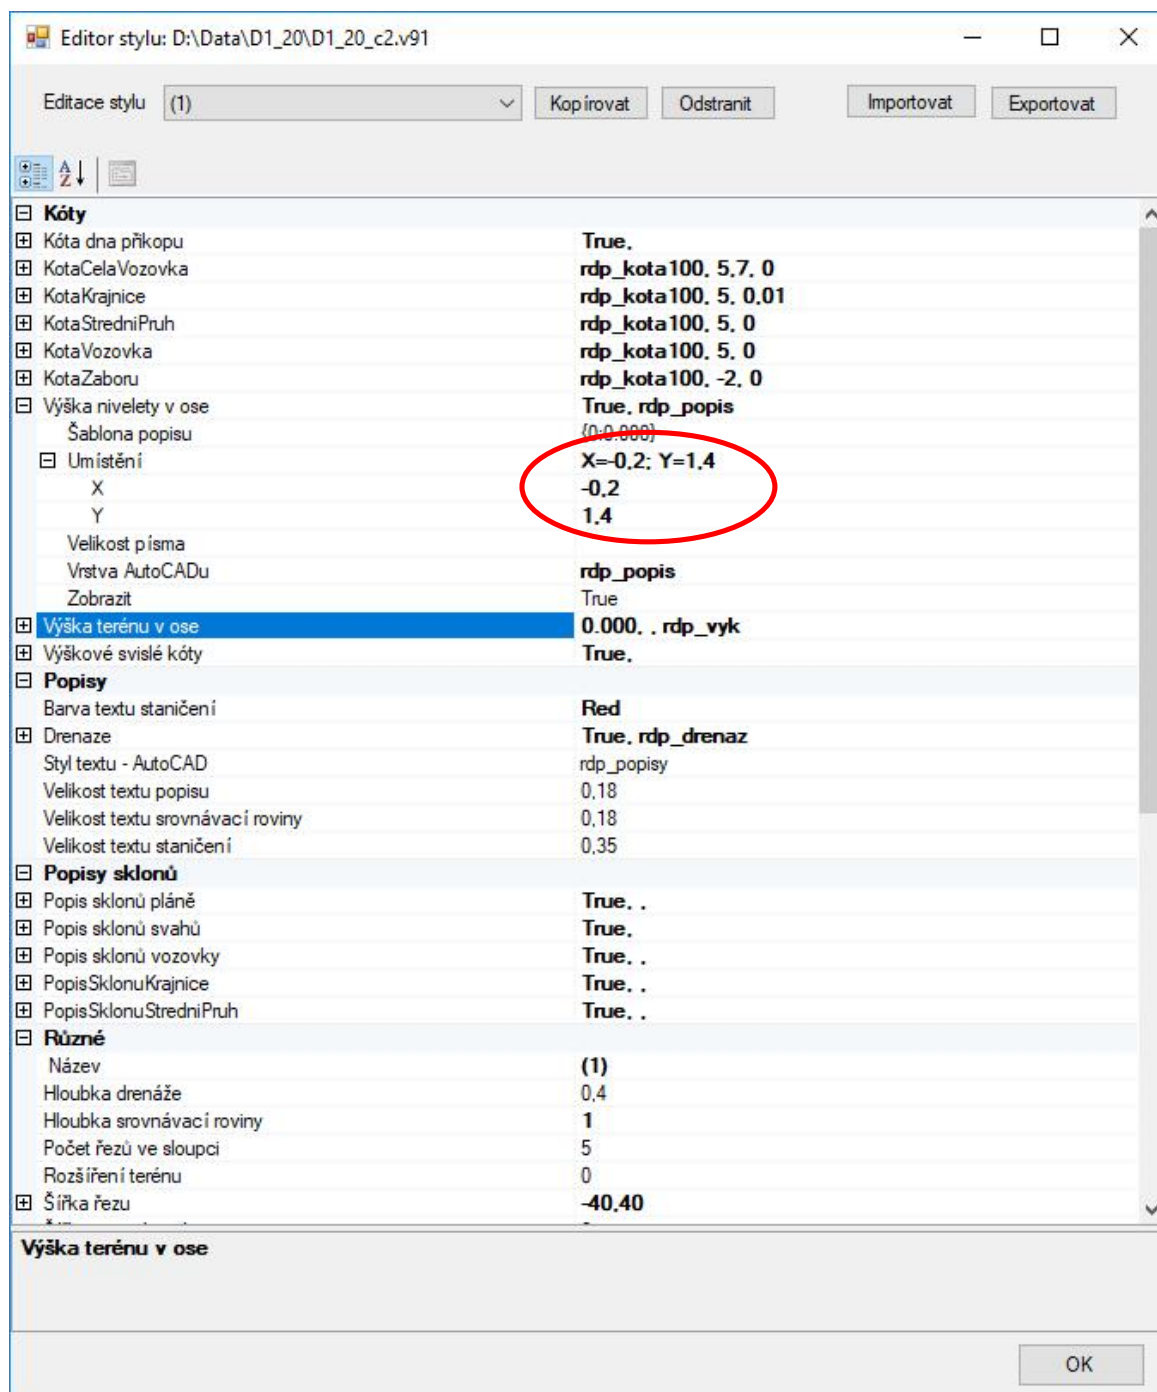 Editor stylu: D:\Data\D1_20\D1_20_c2.v91
Editace stylu (1) Kopírovat Odstranit Importovat Exportovat
Kóty
Kóta dna příkopu True,
KotaCelaVozovka rdp_kota100, 5,7, 0
KotaKrajnice rdp_kota100, 5, 0,01
KotaStredniPruh rdp_kota100, 5, 0
KotaVozovka rdp_kota100, 5, 0
KotaZaboru rdp_kota100, -2, 0
Výška nivelety v ose True, rdp_popis
Šablona popisu {0:0.000}
Umístění X=-0,2; Y=1,4
X -0,2
Y 1,4
Velikost písma
Vrstva AutoCADu rdp_popis
Zobrazit True
Výška terénu v ose 0.000, , rdp_vyk
Výškové svislé kóty True,
Popisy
Barva textu staničení Red
Drenaze True, rdp_drenaz
Styl textu - AutoCAD rdp_popisy
Velikost textu popisu 0,18
Velikost textu srovnávací roviny 0,18
Velikost textu staničení 0,35
Popisy sklonů
Popis sklonů pláně True, ,
Popis sklonů svahů True,
Popis sklonů vozovky True, ,
PopisSklonuKrajnice True, ,
PopisSklonuStredniPruh True, ,
Různé
Název (1)
Hloubka drenáže 0,4
Hloubka srovnávací roviny 1
Počet řezů ve sloupci 5
Rozšíření terénu 0
Šířka řezu -40,40
Výška terénu v ose
OK